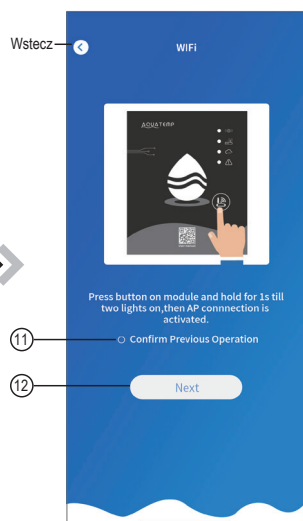 Wstecz
WIFi
AQUATEMP
Press button on module and hold for 1s till
two lights on,then AP connnection is
activated.
11
Confirm Previous Operation
12
Next